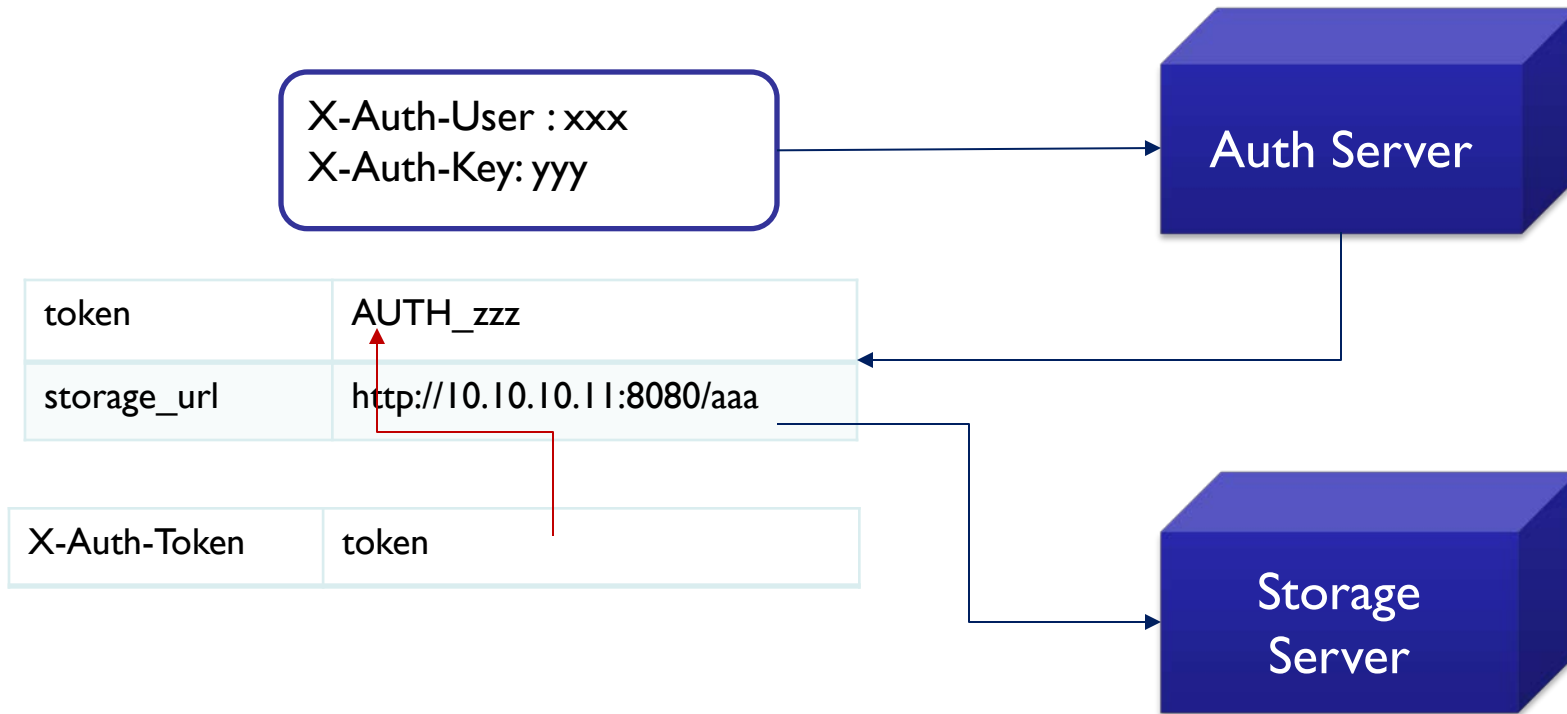 X-Auth-User : xxx
X-Auth-Key: yyy
Auth Server
token AUTH_zzz
storage_url http://10.10.10.11:8080/aaa
X-Auth-Token token
Storage
Server